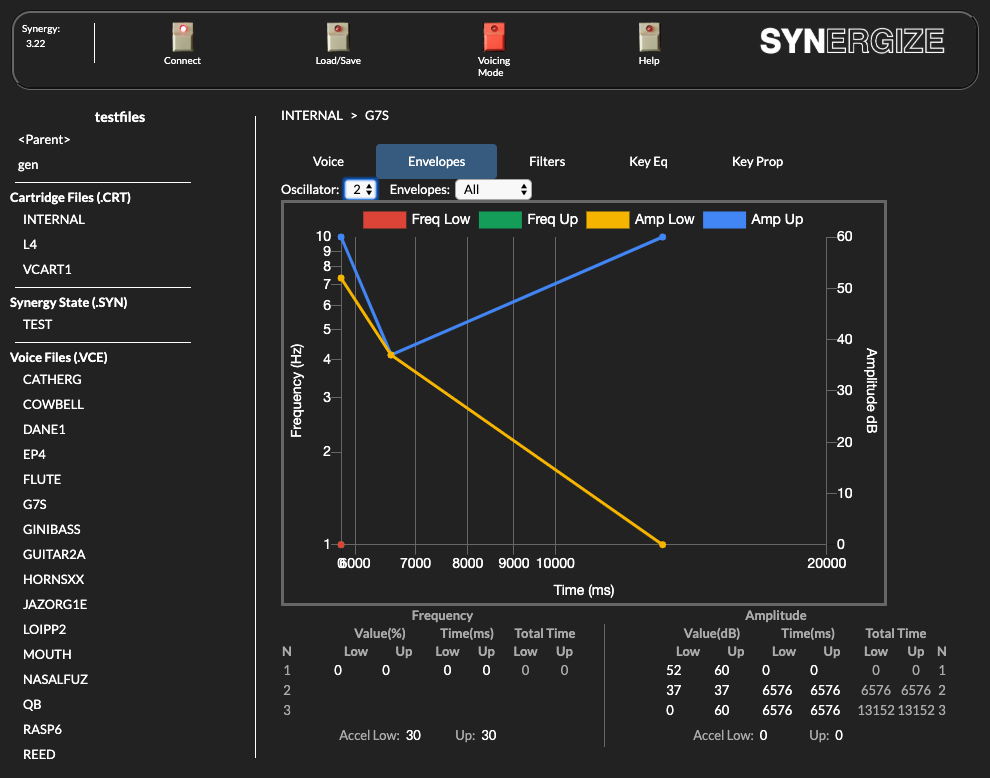 Synergy:
3.22
Connect
Load/Save
Voicing
Mode
Help
SYNERGIZE
testfiles
<Parent>
gen
Cartridge Files (.CRT)
INTERNAL
L4
VCART1
Synergy State (.SYN)
TEST
Voice Files (.VCE)
CATHERG
COWBELL
DANE1
EP4
FLUTE
G7S
GINIBASS
GUITAR2A
HORNSXX
JAZORG1E
LOIPP2
MOUTH
NASALFUZ
QB
RASP6
REED
INTERNAL > G7S
Voice Envelopes Filters Key Eq Key Prop
Oscillator: 2 Envelopes: All
Freq Low Freq Up Amp Low Amp Up
10
9
8
7
6
5
4
3
2
1
Frequency (Hz)
60
50
40
30
20
10
0
Amplitude dB
0 6000 7000 8000 9000 10000 20000
Time (ms)
Frequency Amplitude
Value(%) Time(ms) Total Time Value(dB) Time(ms) Total Time
N Low Up Low Up Low Up Low Up Low Up Low Up N
1 0 0 0 0 0 0 52 60 0 0 0 0 1
2 37 37 6576 6576 6576 6576 2
3 0 60 6576 6576 13152 13152 3
Accel Low: 30 Up: 30 Accel Low: 0 Up: 0